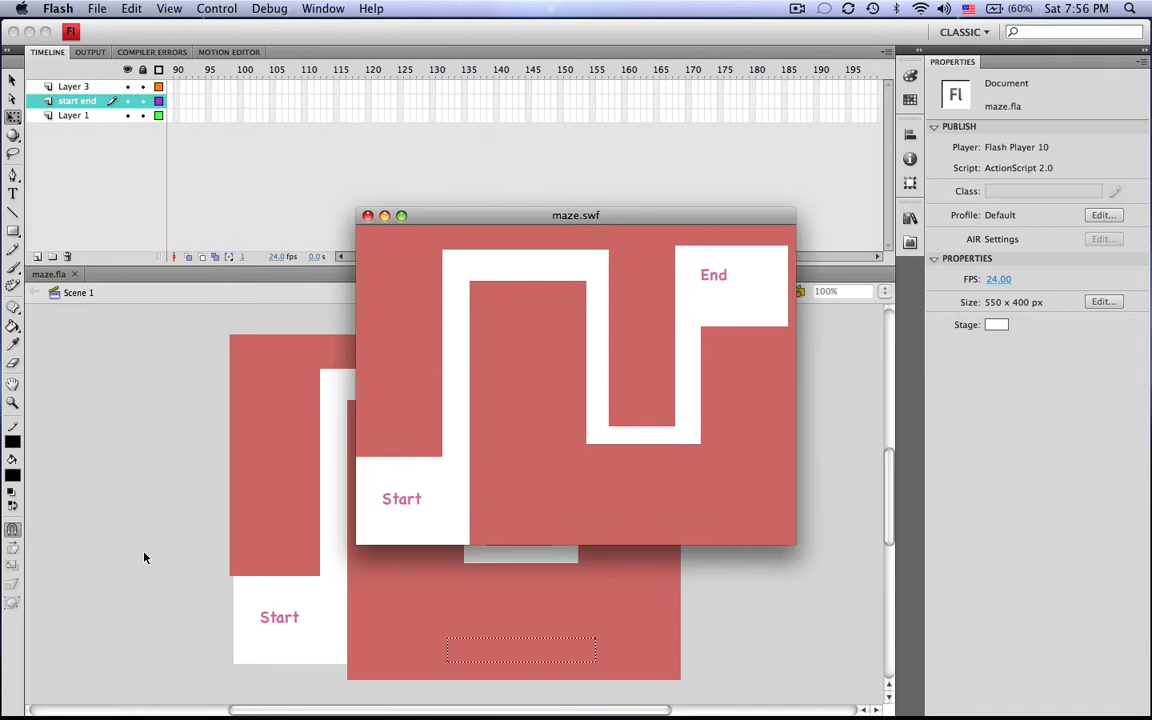 Flash File Edit View Control Debug Window Help (60%) Sat 7:56 PM
Fl CLASSIC
TIMELINE OUTPUT COMPILER ERRORS MOTION EDITOR PROPERTIES
90 95 100 105 110 115 120 125 130 135 140 145 150 155 160 165 170 175 180 185 190 195
Layer 3
start end
Layer 1
Fl Document
maze.fla
PUBLISH
Player: Flash Player 10
Script: ActionScript 2.0
Class:
Profile: Default Edit...
AIR Settings Edit...
PROPERTIES
FPS: 24.00
Size: 550 x 400 px Edit...
Stage:
1 24.0 fps 0.0 s
maze.fla
Scene 1 100%
maze.swf
End
Start
Start